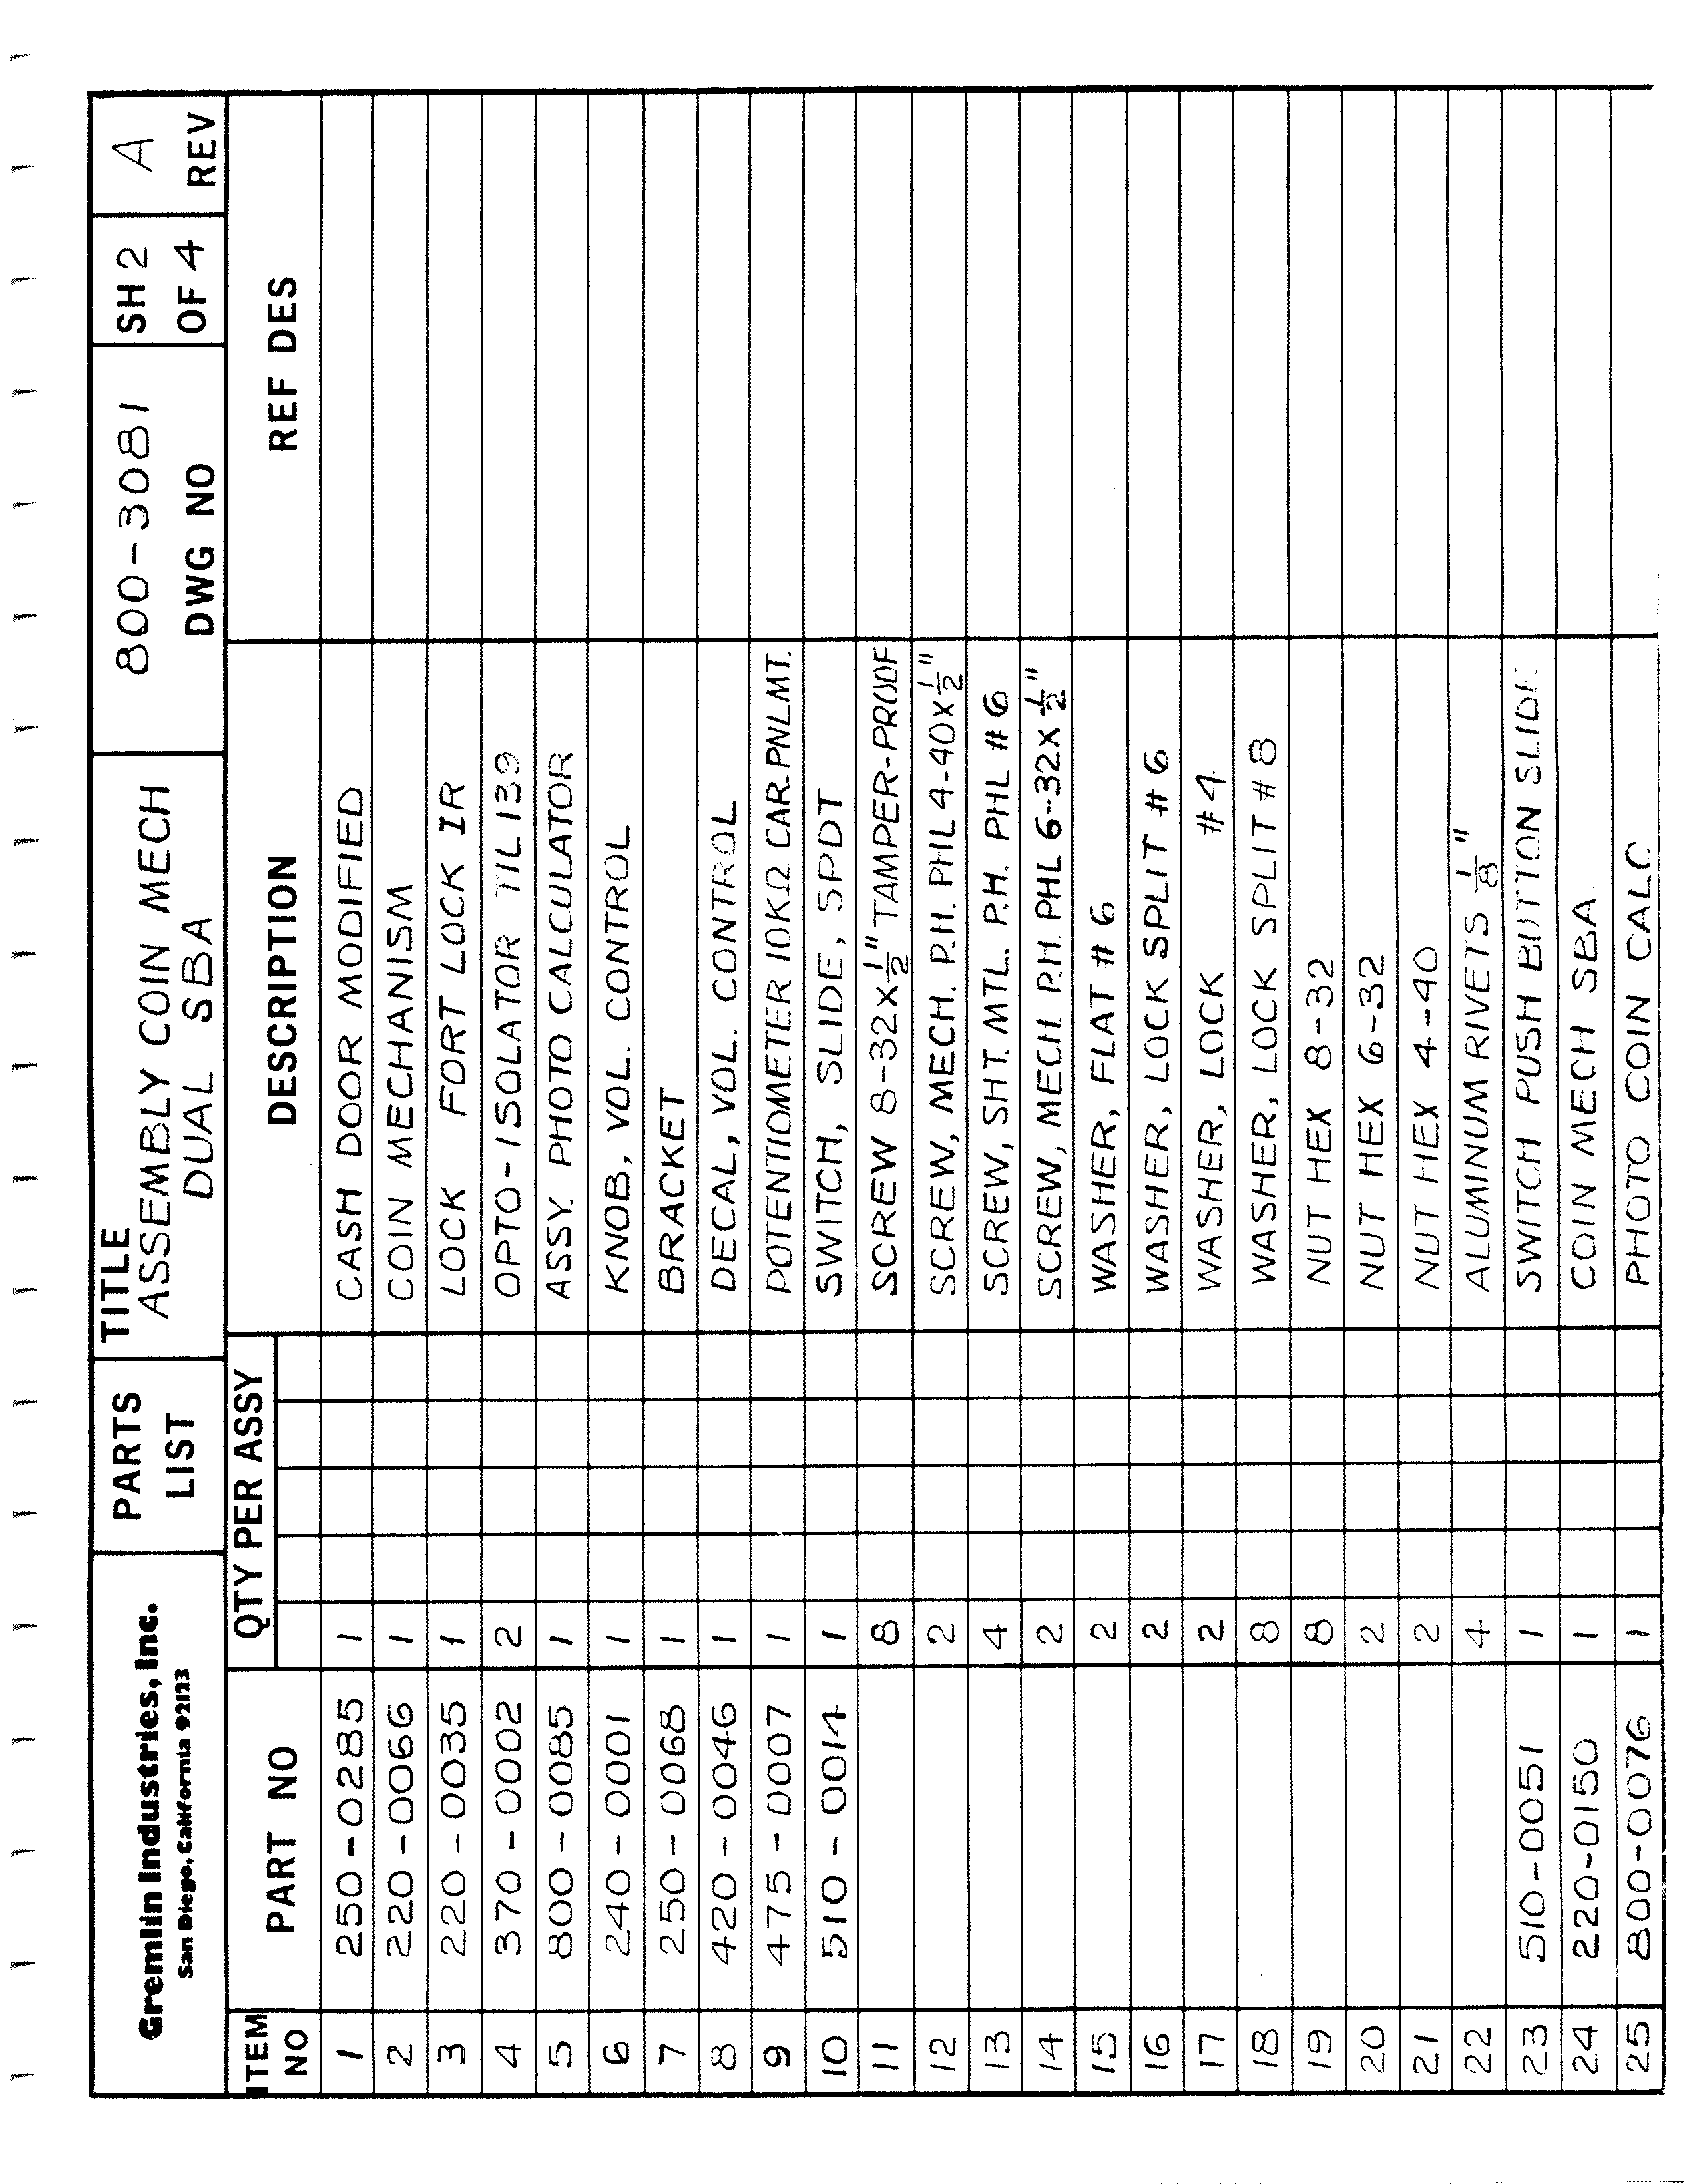 Gremlin Industries, Inc.
San Diego, California 92123
PARTS
LIST
TITLE
ASSEMBLY COIN MECH
DUAL SBA
800-3081
DWG NO
SH 2
OF 4
A
REV
ITEM
NO
PART NO
QTY PER ASSY
DESCRIPTION
REF DES
1 250-0285 1 CASH DOOR MODIFIED
2 220-0066 1 COIN MECHANISM
3 220-0035 1 LOCK FORT LOCK IR
4 370-0002 2 OPTO-ISOLATOR TIL 139
5 800-0085 1 ASSY. PHOTO CALCULATOR
6 240-0001 1 KNOB, VOL. CONTROL
7 250-0068 1 BRACKET
8 420-0046 1 DECAL, VOL. CONTROL
9 475-0007 1 POTENTIOMETER 10KΩ CAR. PNLMT.
10 510-0014 1 SWITCH, SLIDE, SPDT
11 8 SCREW 8-32x1/2" TAMPER-PROOF
12 2 SCREW, MECH. P.H. PHL 4-40x1/2"
13 4 SCREW, SHT. MTL. P.H. PHL. #6
14 2 SCREW, MECH. P.H. PHL 6-32x1/2"
15 2 WASHER, FLAT #6
16 2 WASHER, LOCK SPLIT #6
17 2 WASHER, LOCK #4
18 8 WASHER, LOCK SPLIT #8
19 8 NUT HEX 8-32
20 2 NUT HEX 6-32
21 2 NUT HEX 4-40
22 4 ALUMINUM RIVETS 1/8"
23 510-0051 1 SWITCH PUSH BUTTON SLIDE
24 220-0150 1 COIN MECH SBA
25 800-0076 1 PHOTO COIN CALC